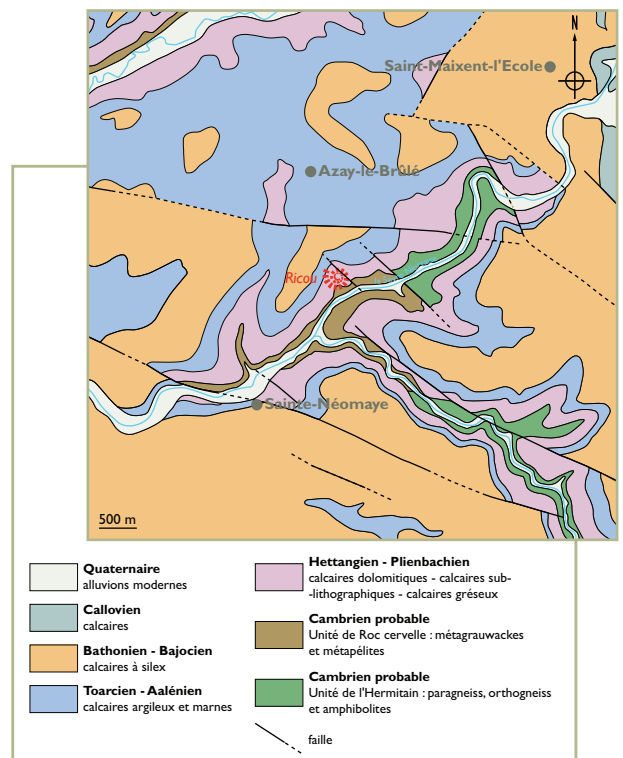 N
Saint-Maixent-l'Ecole
Azay-le-Brûlé
Ricou
Sainte-Néomaye
500 m
Quaternaire
alluvions modernes
Callovien
calcaires
Bathonien - Bajocien
calcaires à silex
Toarcien - Aalénien
calcaires argileux et marnes
Hettangien - Plienbachien
calcaires dolomitiques - calcaires sub-
-lithographiques - calcaires gréseux
Cambrien probable
Unité de Roc cervelle : métagrauwackes
et métapélites
Cambrien probable
Unité de l'Hermitain : paragneiss, orthogneiss
et amphibolites
faille